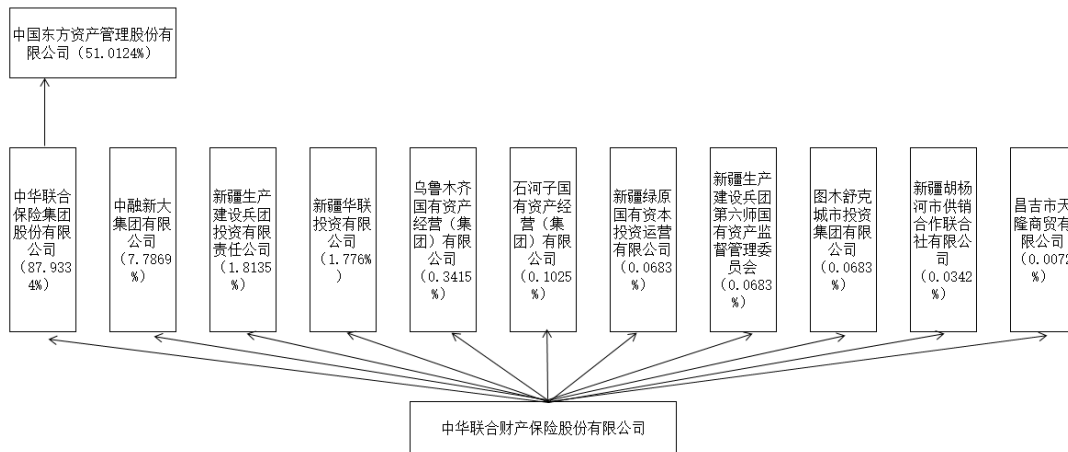 中国东方资产管理股份有
限公司（51.0124%）
中华联合
保险集团
股份有限
公司
（87.933
4%）
中融新大
集团有限
公司
（7.7869
%）
新疆生产
建设兵团
投资有限
责任公司
（1.8135
%）
新疆华联
投资有限
公司
（1.776%
）
乌鲁木齐
国有资产
经营（集
团）有限
公司
（0.3415
%）
石河子国
有资产经
营（集
团）有限
公司
（0.1025
%）
新疆绿原
国有资本
投资运营
有限公司
（0.0683
%）
新疆生产
建设兵团
第六师国
有资产监
督管理委
员会
（0.0683
%）
图木舒克
城市投资
集团有限
公司
（0.0683
%）
新疆胡杨
河市供销
合作联合
社有限公
司
（0.0342
%）
昌吉市天
隆商贸有
限公司
（0.0072
%）
中华联合财产保险股份有限公司